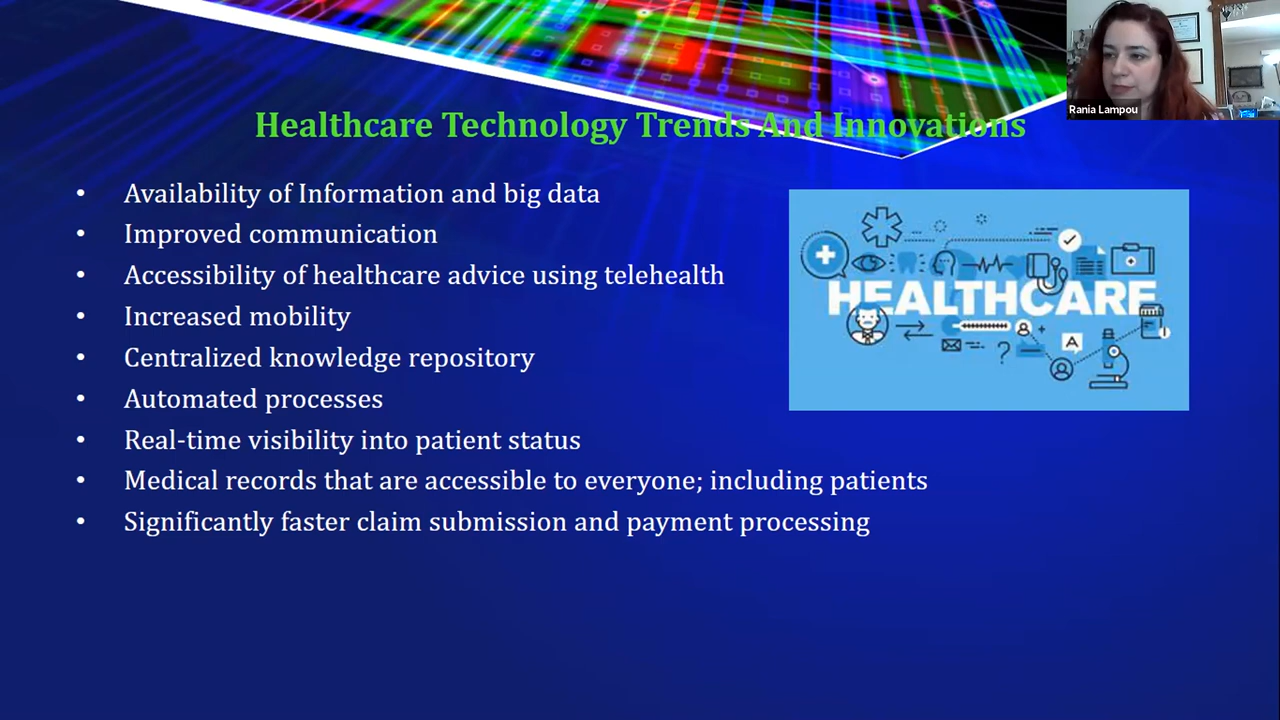 Rania Lampou
Healthcare Technology Trends And Innovations
• Availability of Information and big data
• Improved communication
• Accessibility of healthcare advice using telehealth
• Increased mobility
• Centralized knowledge repository
• Automated processes
• Real-time visibility into patient status
• Medical records that are accessible to everyone; including patients
• Significantly faster claim submission and payment processing
HEALTHCARE
?
A